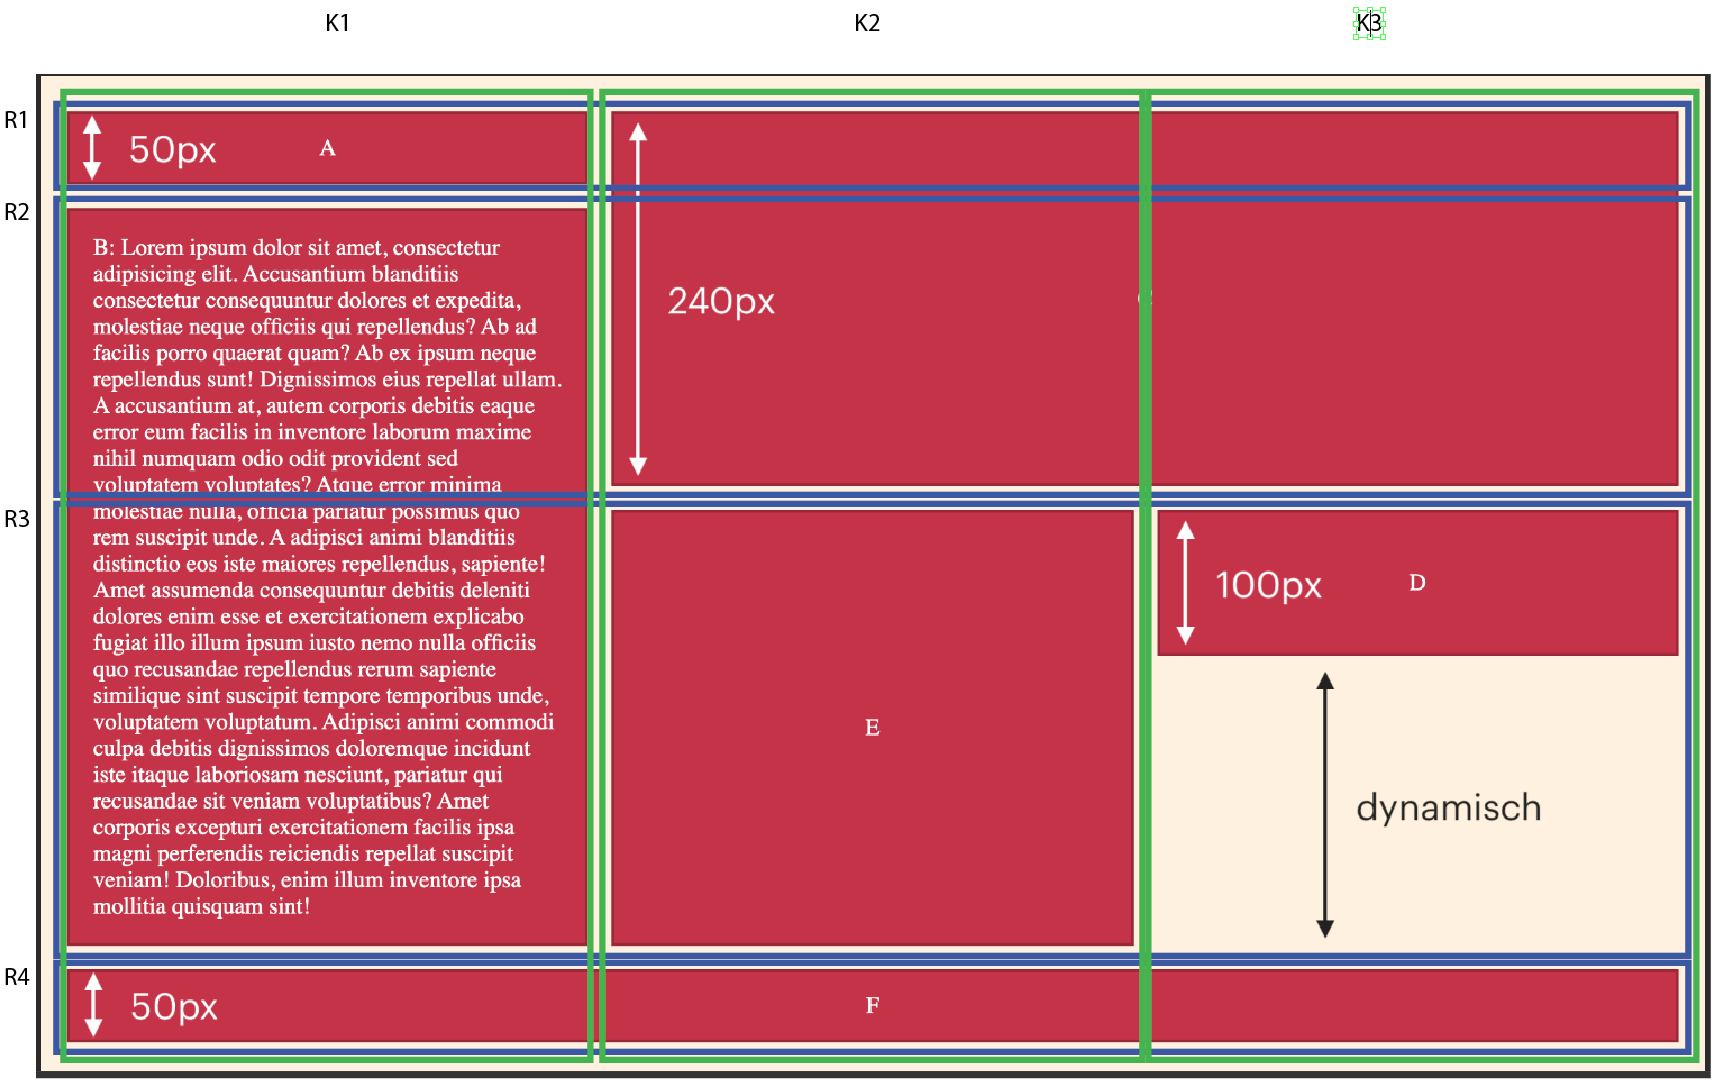 K1 K2 K3
R1
50px A
R2
B: Lorem ipsum dolor sit amet, consectetur
adipisicing elit. Accusantium blanditiis
consectetur consequuntur dolores et expedita,
molestiae neque officiis qui repellendus? Ab ad
facilis porro quaerat quam? Ab ex ipsum neque
repellendus sunt! Dignissimos eius repellat ullam.
A accusantium at, autem corporis debitis eaque
error eum facilis in inventore laborum maxime
nihil numquam odio odit provident sed
voluptatem voluptates? Atque error minima
molestiae nulla, officia pariatur possimus quo
rem suscipit unde. A adipisci animi blanditiis
distinctio eos iste maiores repellendus, sapiente!
Amet assumenda consequuntur debitis deleniti
dolores enim esse et exercitationem explicabo
fugiat illo illum ipsum iusto nemo nulla officiis
quo recusandae repellendus rerum sapiente
similique sint suscipit tempore temporibus unde,
voluptatem voluptatum. Adipisci animi commodi
culpa debitis dignissimos doloremque incidunt
iste itaque laboriosam nesciunt, pariatur qui
recusandae sit veniam voluptatibus? Amet
corporis excepturi exercitationem facilis ipsa
magni perferendis reiciendis repellat suscipit
veniam! Doloribus, enim illum inventore ipsa
mollitia quisquam sint!
240px
R3
E
100px D
dynamisch
R4
50px F